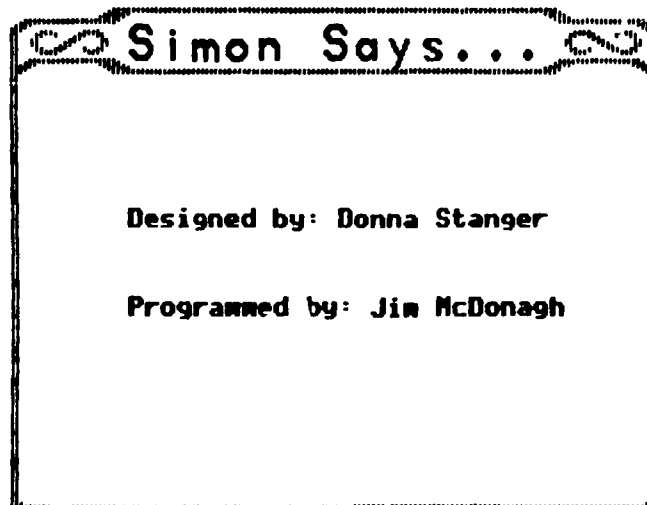 Simon Says...
Designed by: Donna Stanger
Programmed by: Jim McDonagh